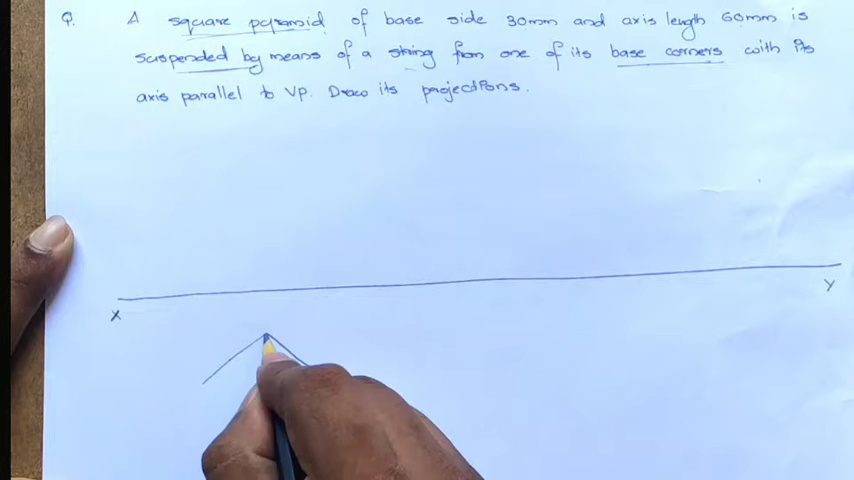 Q. A square pyramid of base side 30mm and axis length 60mm is
suspended by means of a string from one of its base corners with its
axis parallel to VP. Draw its projections.
X
Y